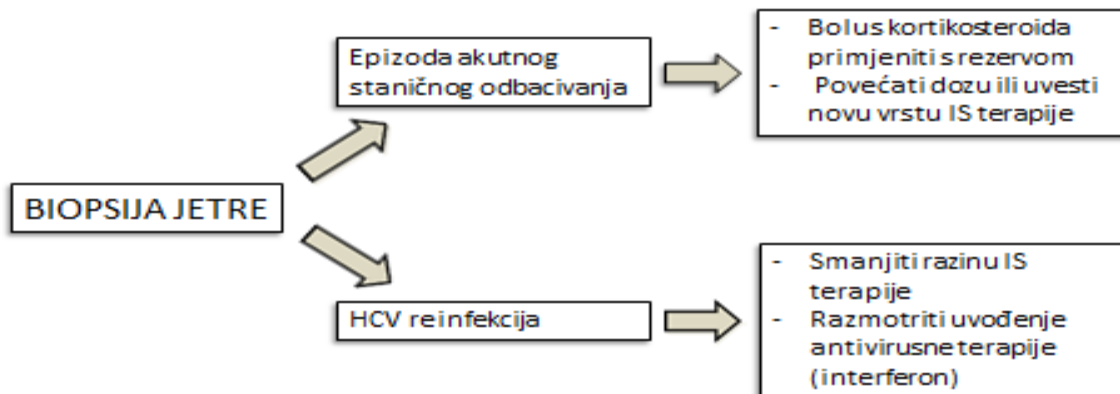 BIOPSIJA JETRE
Epizoda akutnog
staničnog odbacivanja
- Bolus kortikosteroida
primjeniti s rezervom
- Povećati dozu ili uvesti
novu vrstu IS terapije
HCV reinfekcija
- Smanjiti razinu IS
terapije
- Razmotriti uvođenje
antivirusne terapije
(interferon)